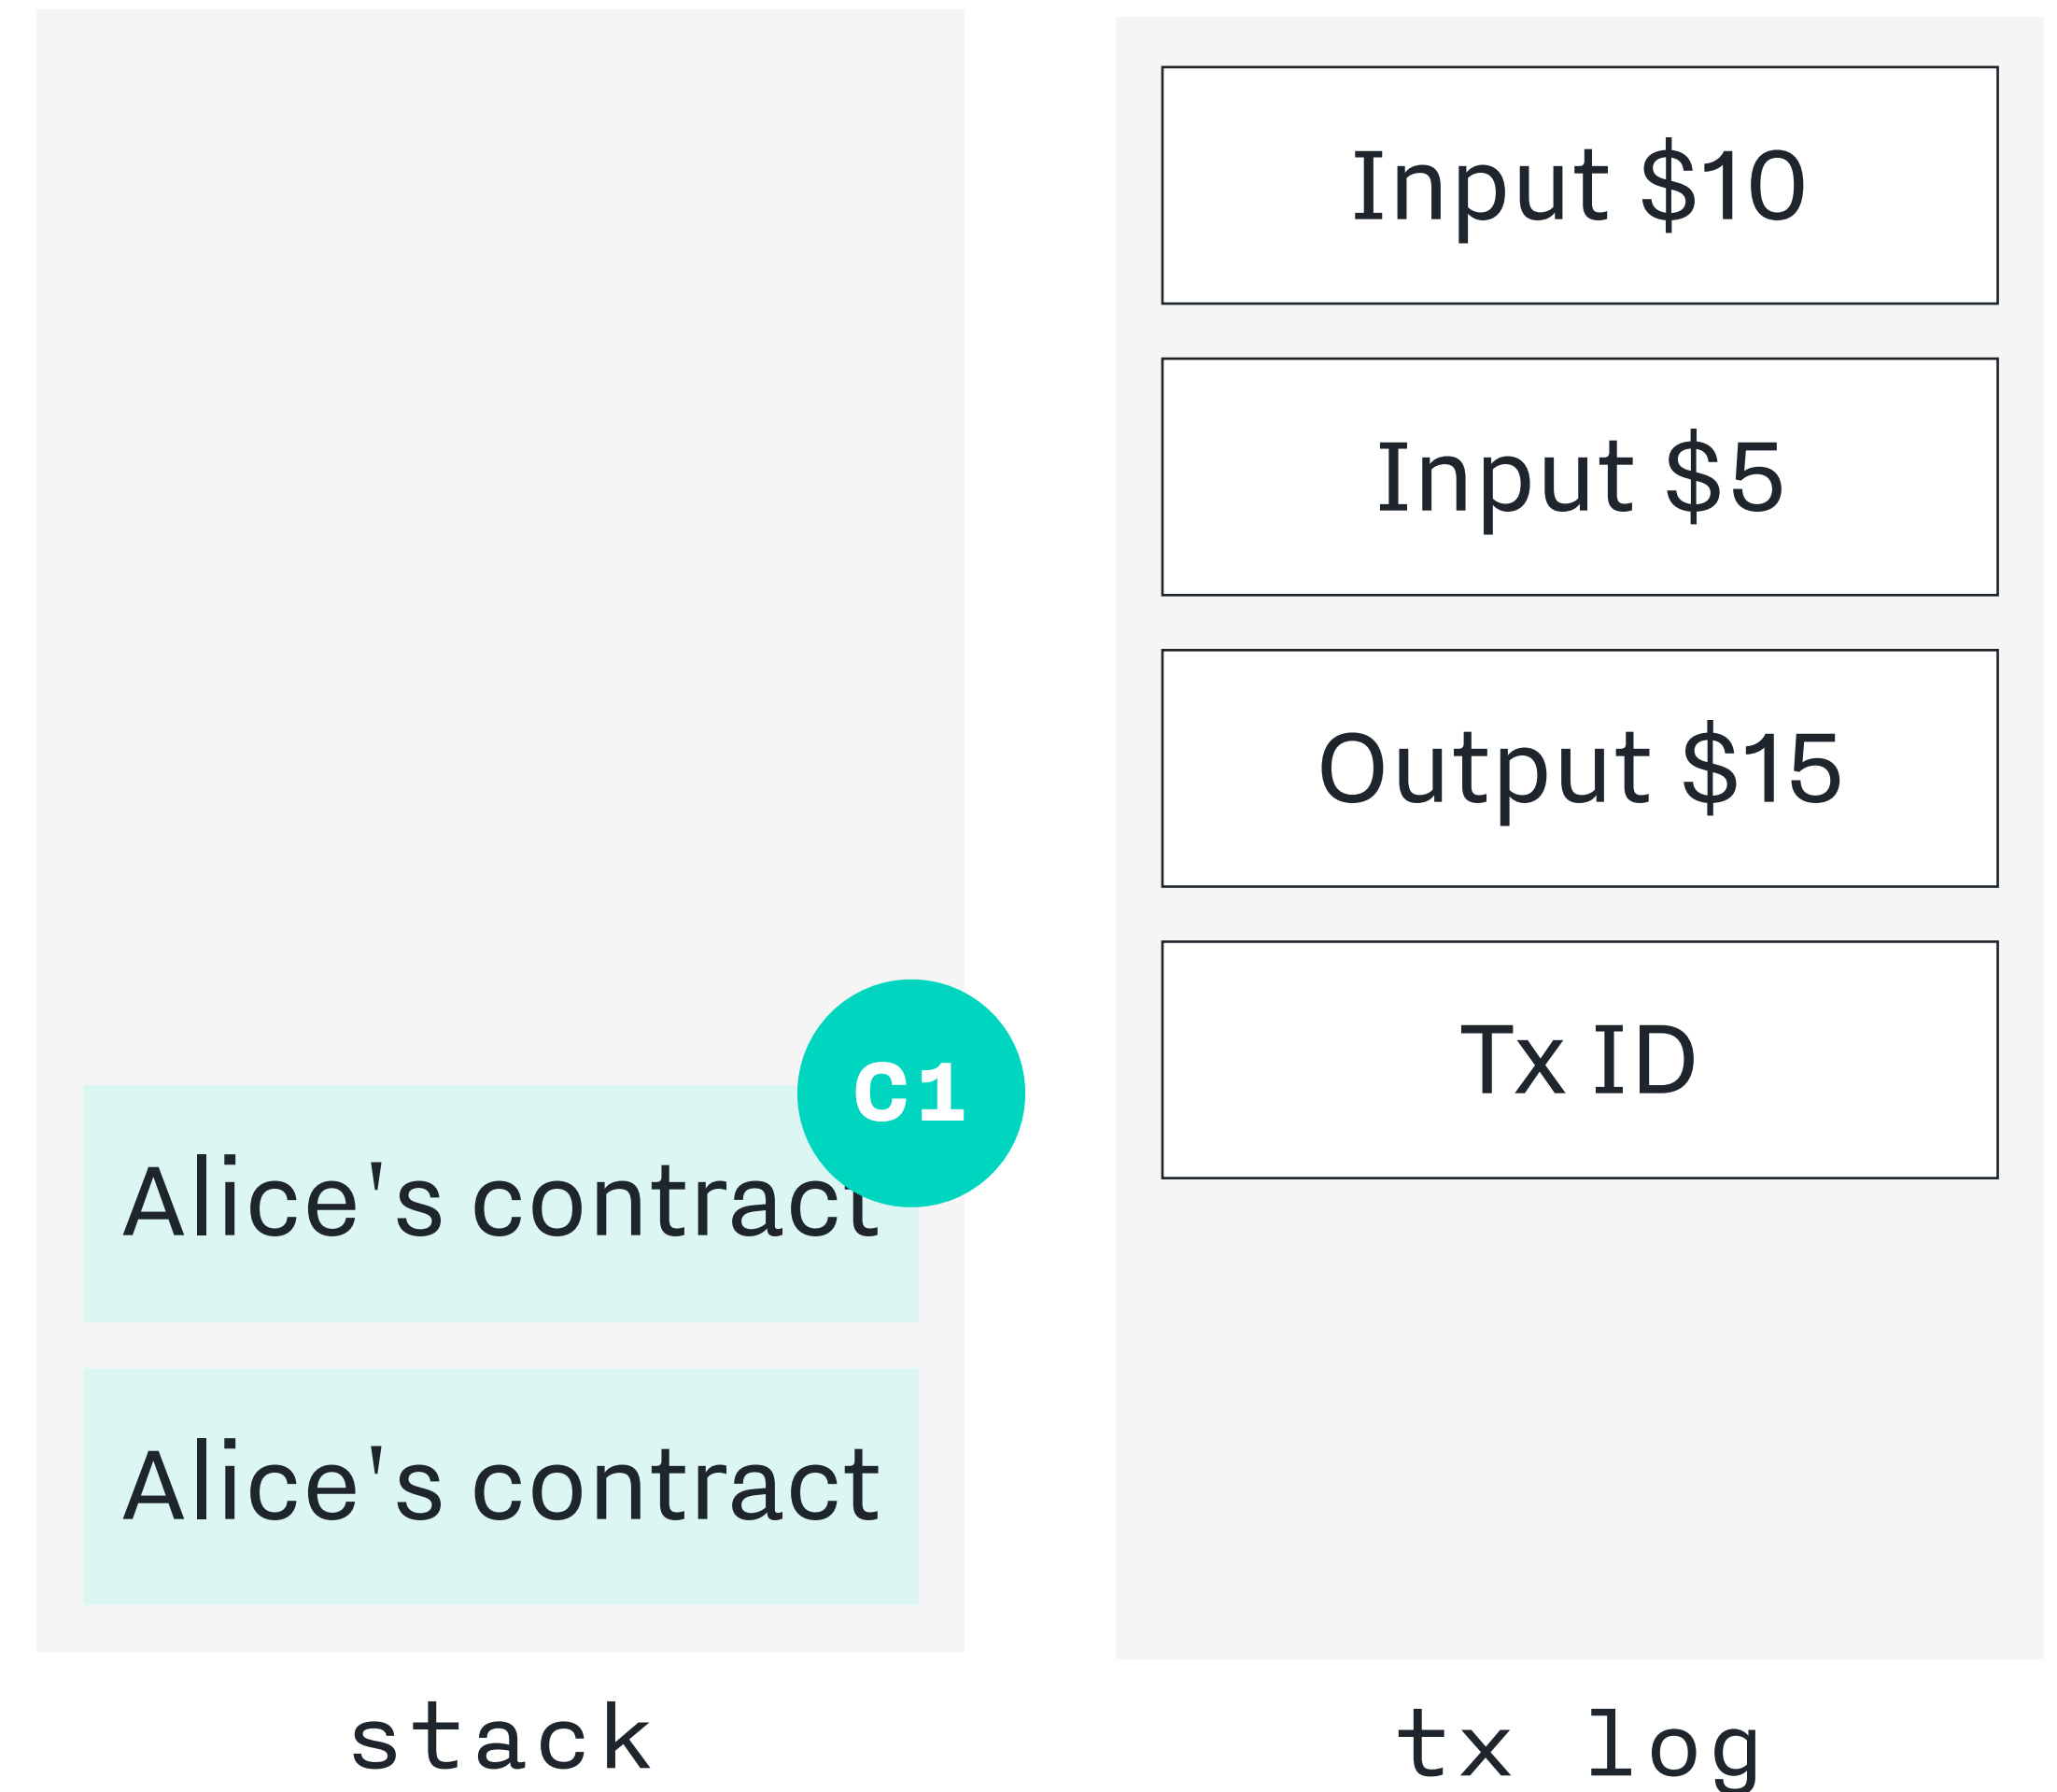 C1
Alice's contract
Alice's contract
stack
Input $10
Input $5
Output $15
Tx ID
tx log